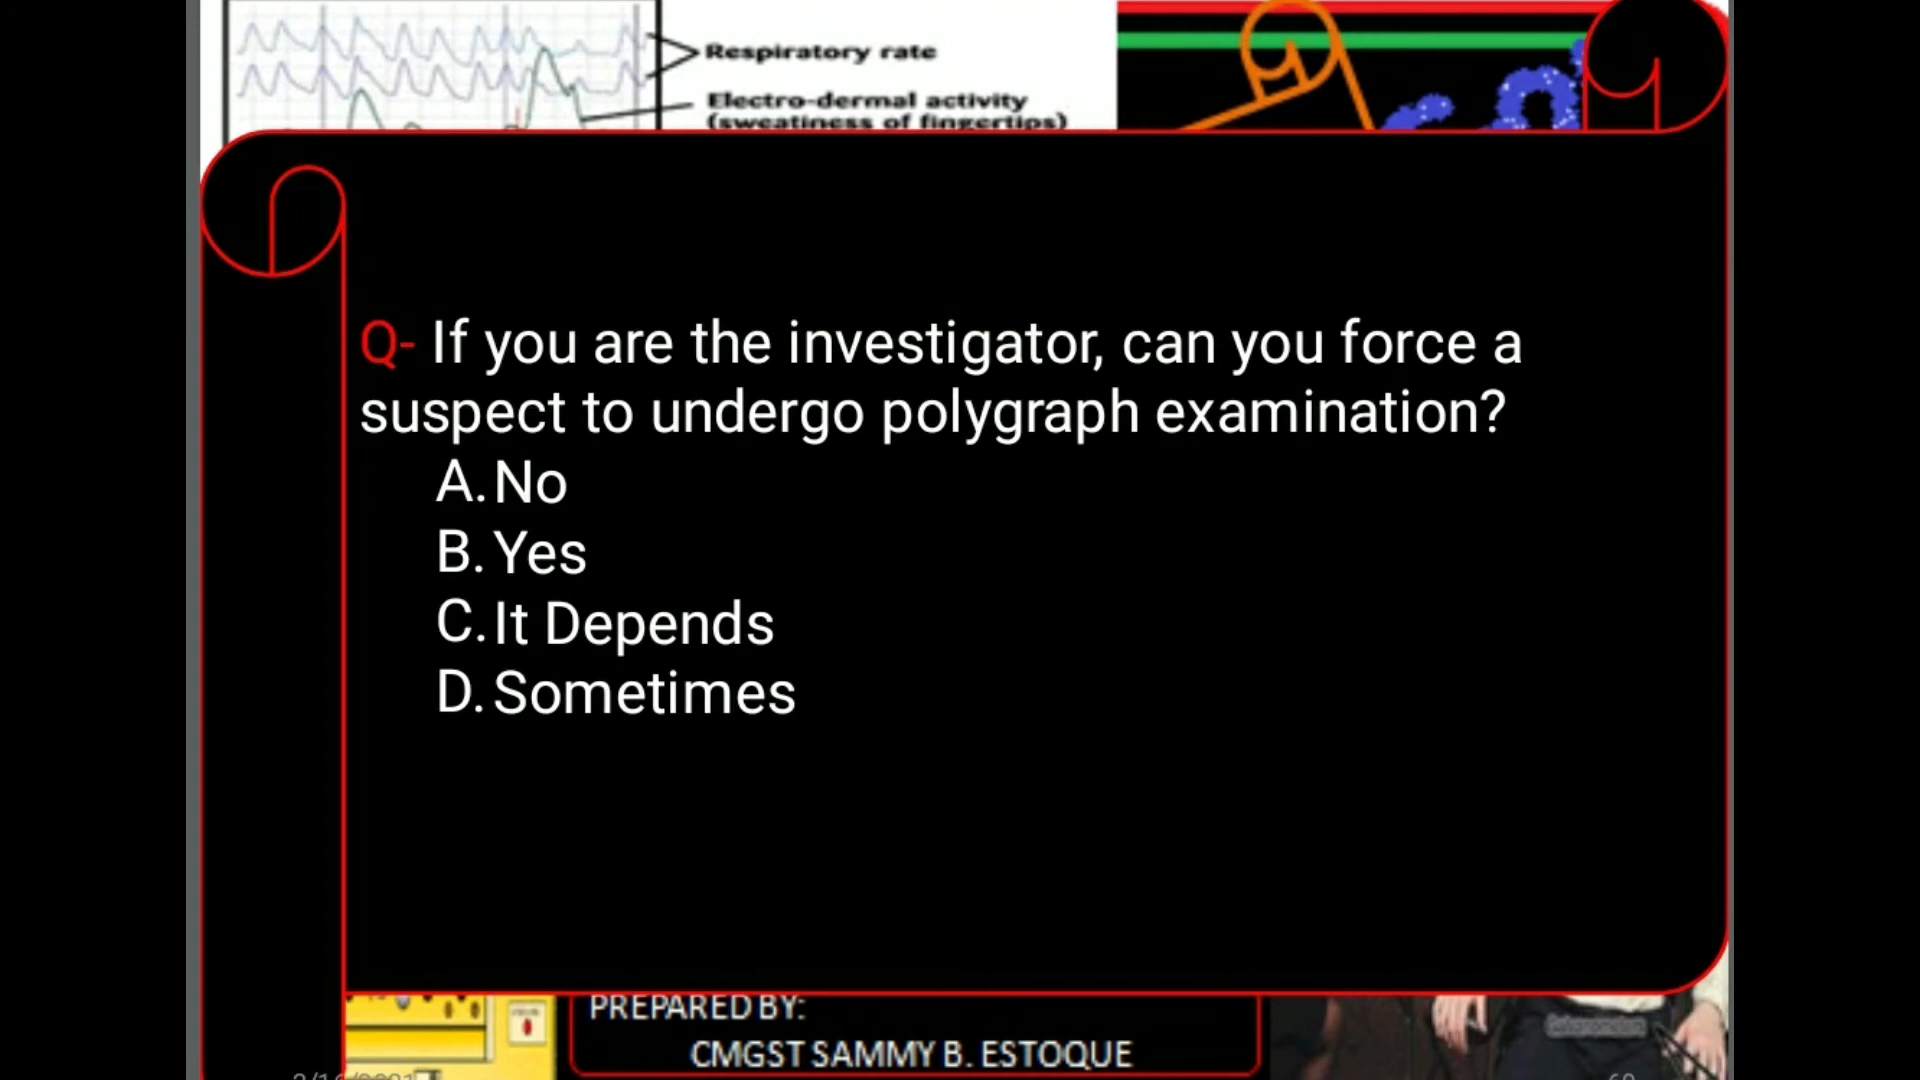 Respiratory rate
Electro-dermal activity
(sweatiness of fingertips)
Q- If you are the investigator, can you force a
suspect to undergo polygraph examination?
A. No
B. Yes
C. It Depends
D. Sometimes
PREPARED BY:
CMGST SAMMY B. ESTOQUE